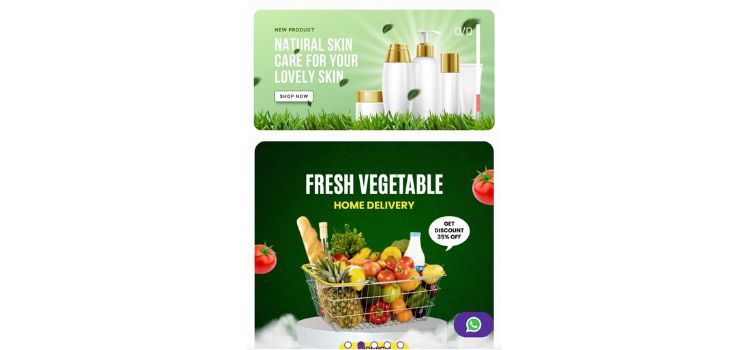 NEW PRODUCT
0/0
NATURAL SKIN
CARE FOR YOUR
LOVELY SKIN
SHOP NOW
FRESH VEGETABLE
HOME DELIVERY
GET
DISCOUNT
35% OFF